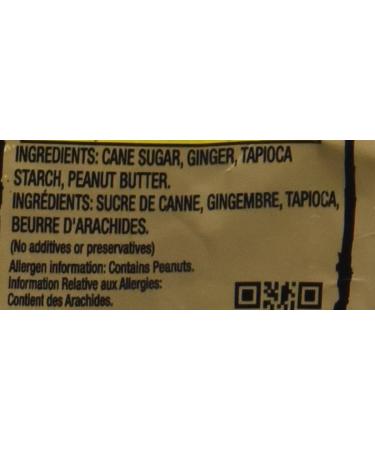 INGREDIENTS: CANE SUGAR, GINGER, TAPIOCA
STARCH, PEANUT BUTTER.
INGRÉDIENTS: SUCRE DE CANNE, GINGEMBRE, TAPIOCA,
BEURRE D'ARACHIDES.
(No additives or preservatives)
Allergen information: Contains Peanuts.
Information Relative aux Allergies:
Contient des Arachides.